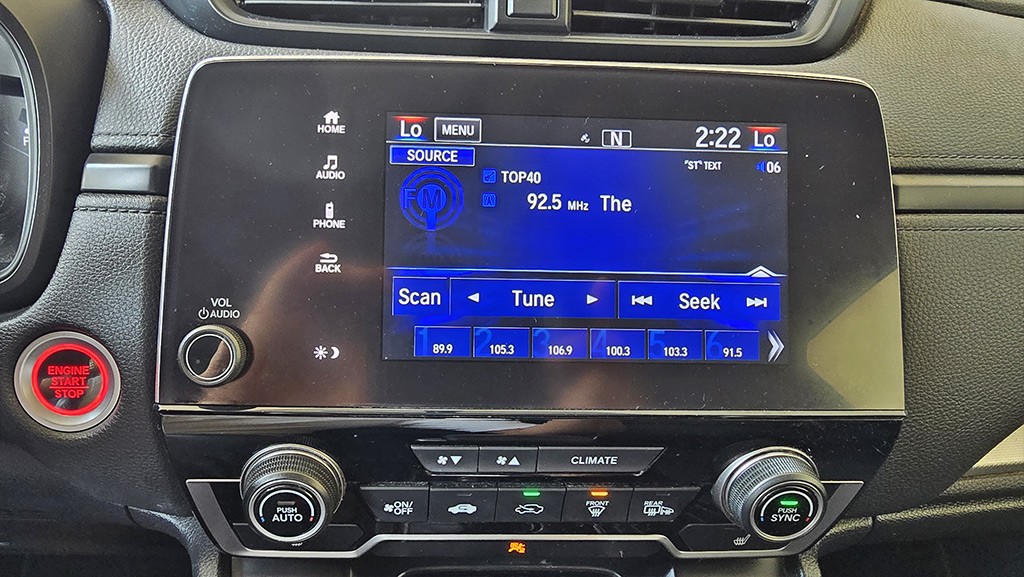 Lo MENU N 2:22 Lo
HOME
SOURCE "ST" TEXT 06
AUDIO
FM TOP40
92.5 MHz The
PHONE
BACK
Scan Tune Seek
VOL
AUDIO
1 2 3 4 5 6
89.9 105.3 106.9 100.3 103.3 91.5
ENGINE
START
STOP
CLIMATE
PUSH
AUTO
ON/
OFF
FRONT
REAR
PUSH
SYNC